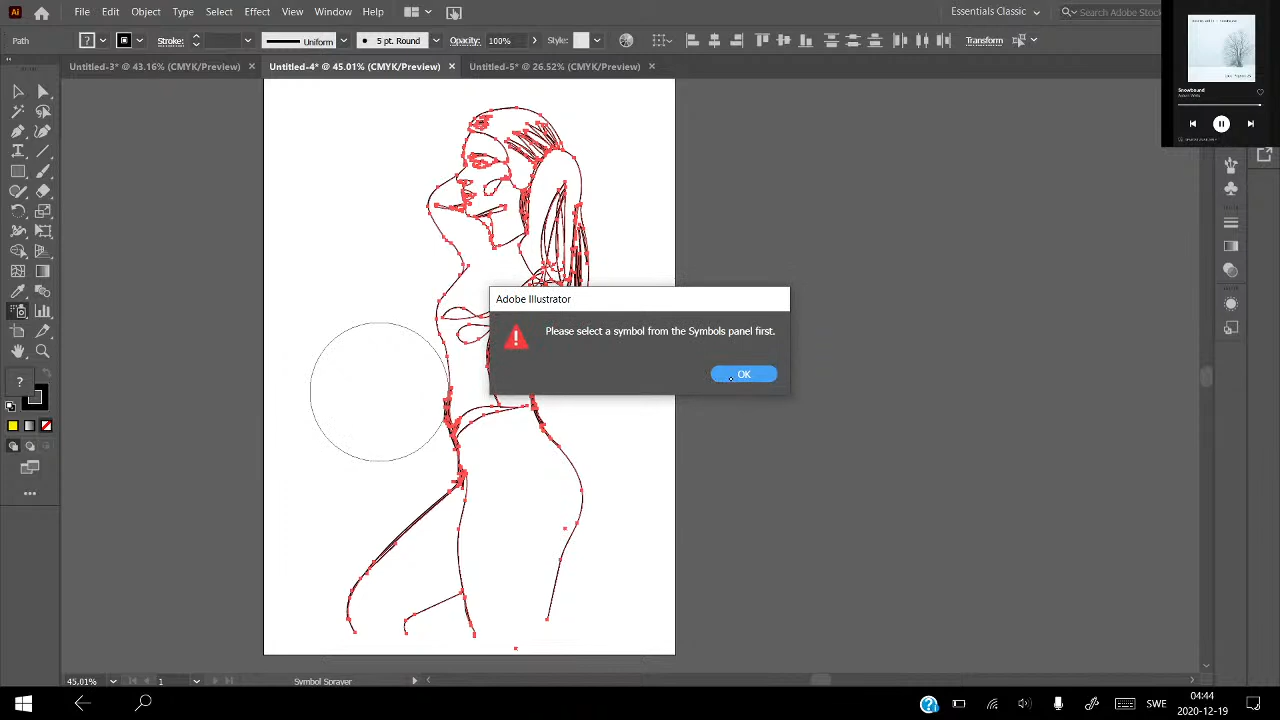 Ai File Edit Object Type Select Effect View Window Help Essentials Classic Search Adobe Stock
Path ? Stroke: Uniform 5 pt. Round Opacity: 100% Style: Transform
Untitled-3* @ 43.16% (CMYK/Preview) × Untitled-4* @ 45.01% (CMYK/Preview) × Untitled-5* @ 26.52% (CMYK/Preview) ×
Snowbound
Adobe Illustrator
Please select a symbol from the Symbols panel first.
OK
?
45.01% 1 Symbol Sprayer
SWE 04:44
2020-12-19